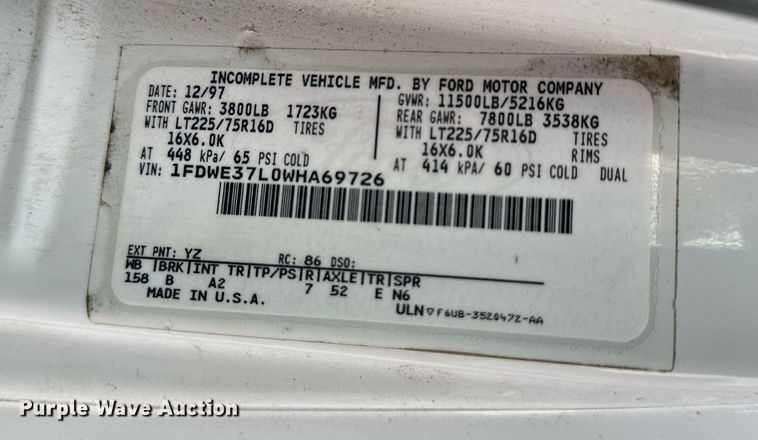 INCOMPLETE VEHICLE MFD. BY FORD MOTOR COMPANY
DATE: 12/97 GVWR: 11500LB/5216KG
FRONT GAWR: 3800LB 1723KG REAR GAWR: 7800LB 3538KG
WITH LT225/75R16D TIRES WITH LT225/75R16D TIRES
16X6.0K 16X6.0K RIMS
AT 448 kPa/ 65 PSI COLD AT 414 kPa/ 60 PSI COLD DUAL
VIN: 1FDWE37L0WHA69726
EXT PNT: YZ RC: 86 DSO:
WB |BRK|INT TR|TP/PS|R|AXLE|TR|SPR
158 B A2 7 52 E N6
MADE IN U.S.A.
ULN▽F6UB-3520472-AA
Purple Wave Auction